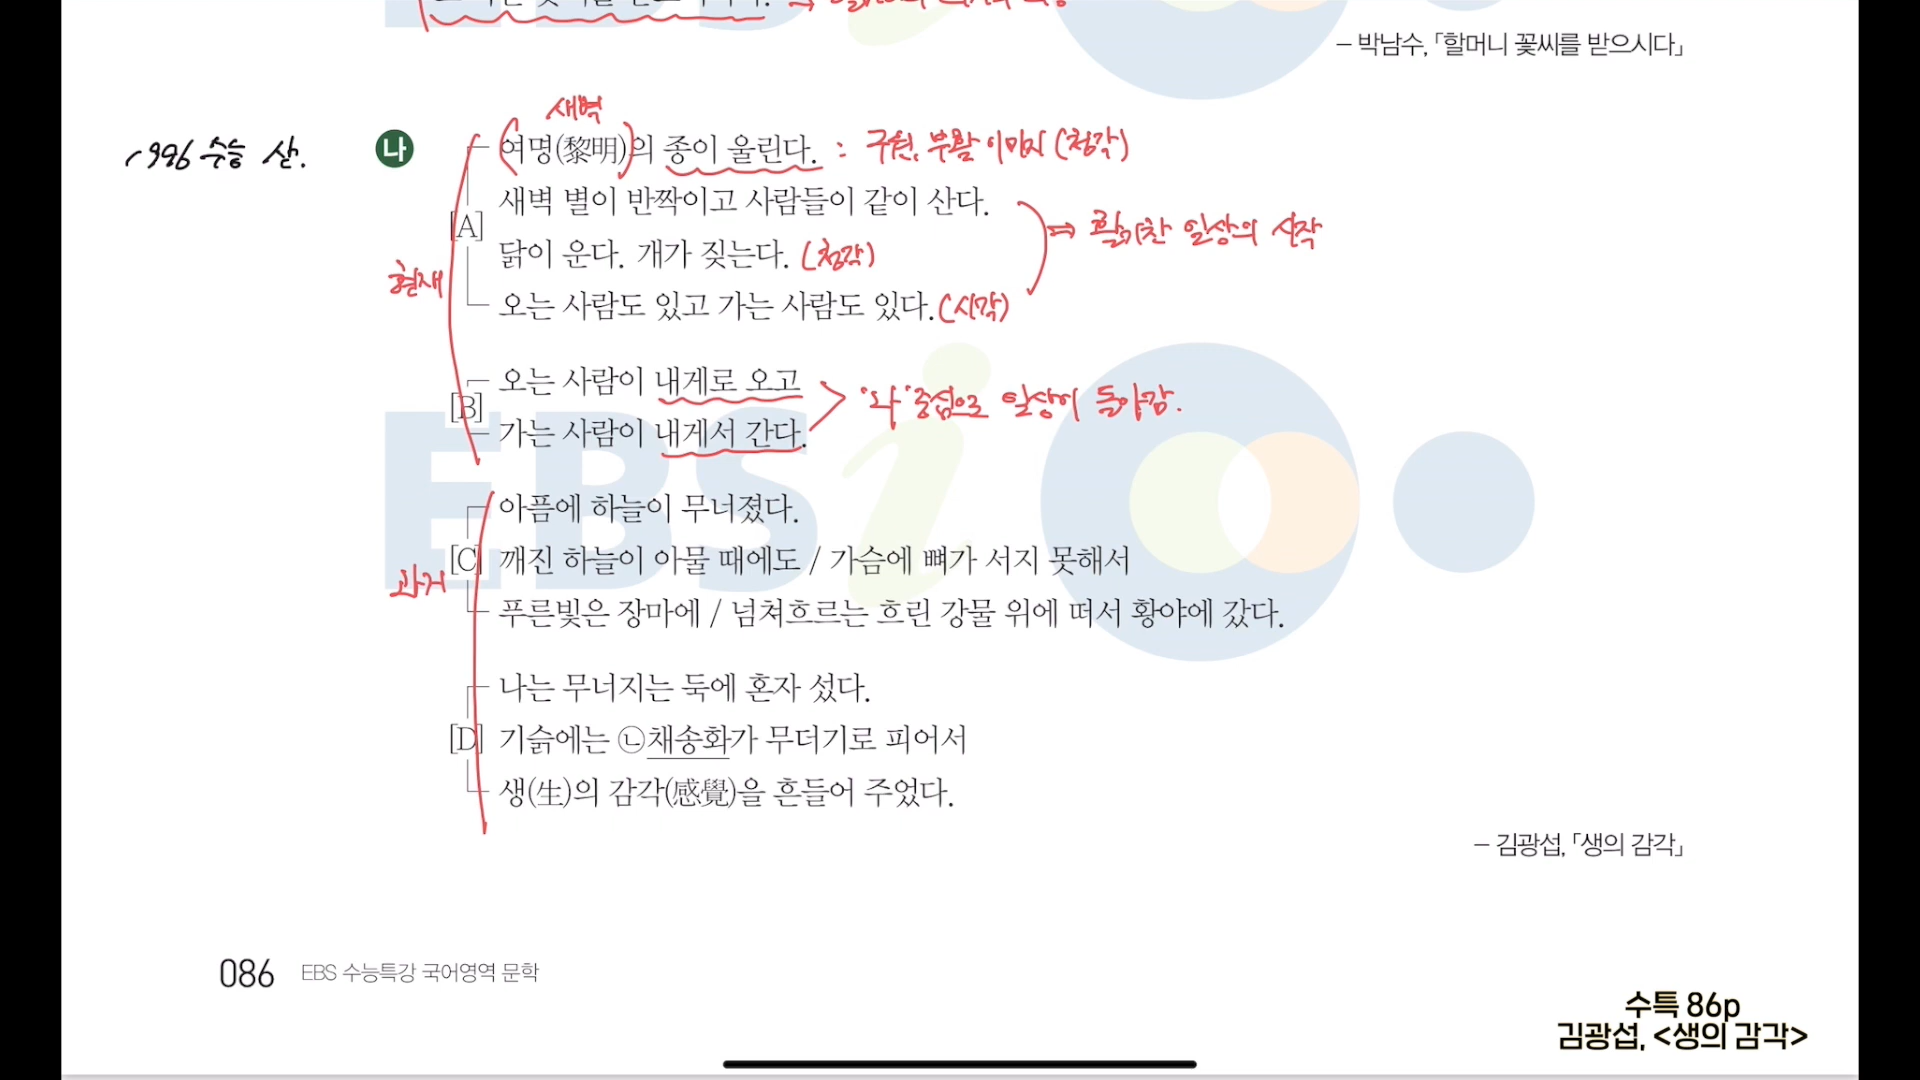 - 박남수, 「할머니 꽃씨를 받으시다」
새벽
1996 수능
나
여명(黎明)의 종이 울린다. : 구원, 부활 이미지 (청각)
새벽 별이 반짝이고 사람들이 같이 산다.
[A]
⇒ 활기찬 일상의 시작
닭이 운다. 개가 짖는다. (청각)
현재
오는 사람도 있고 가는 사람도 있다. (시각)
오는 사람이 내게로 오고
[B]
'나' 중심으로 일상이 돌아감.
가는 사람이 내게서 간다.
아픔에 하늘이 무너졌다.
[C] 깨진 하늘이 아물 때에도 / 가슴에 뼈가 서지 못해서
과거
푸른빛은 장마에 / 넘쳐흐르는 흐린 강물 위에 떠서 황야에 갔다.
나는 무너지는 둑에 혼자 섰다.
[D] 기슭에는 ㉡채송화가 무더기로 피어서
생(生)의 감각(感覺)을 흔들어 주었다.
- 김광섭, 「생의 감각」
086 EBS 수능특강 국어영역 문학
수특 86p
김광섭, <생의 감각>
EBSi